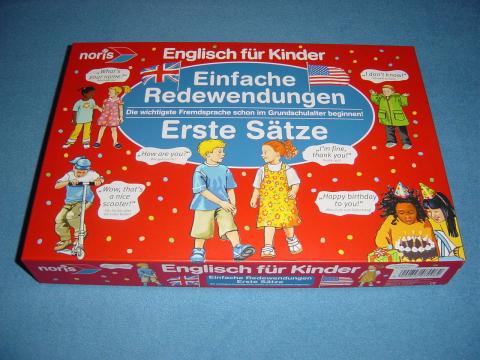 noris
Englisch für Kinder
„What's
your name?"
„I don't know!"
Einfache
Redewendungen
Die wichtigste Fremdsprache schon im Grundschulalter beginnen!
Erste Sätze
„How are you?"
„I'm fine,
thank you!"
„Wow, that's
a nice
scooter!"
„Happy birthday
to you!"
noris
Englisch für Kinder
Einfache Redewendungen
Erste Sätze